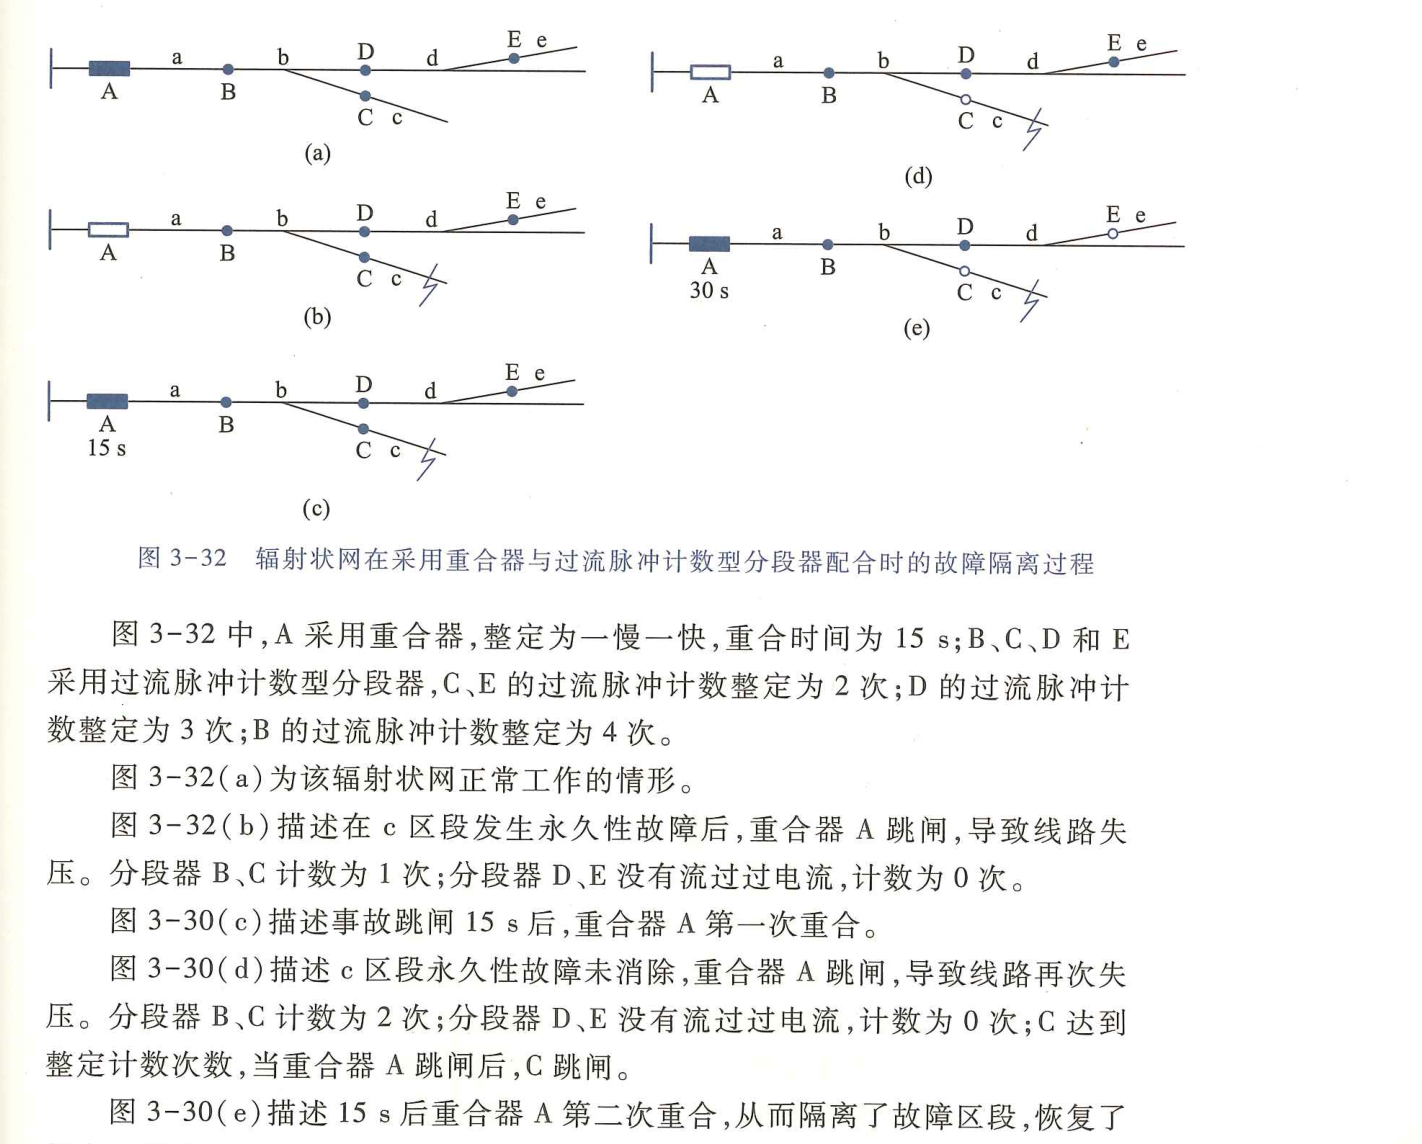 a b D d E e
A B C c
(a)
a b D d E e
A B C c
(b)
a b D d E e
A B C c
15 s
(c)
a b D d E e
A B C c
(d)
a b D d E e
A B C c
30 s
(e)
图 3-32 辐射状网在采用重合器与过流脉冲计数型分段器配合时的故障隔离过程
图 3-32 中,A 采用重合器,整定为一慢一快,重合时间为 15 s;B、C、D 和 E
采用过流脉冲计数型分段器,C、E 的过流脉冲计数整定为 2 次;D 的过流脉冲计
数整定为 3 次;B 的过流脉冲计数整定为 4 次。
图 3-32(a)为该辐射状网正常工作的情形。
图 3-32(b)描述在 c 区段发生永久性故障后,重合器 A 跳闸,导致线路失
压。分段器 B、C 计数为 1 次;分段器 D、E 没有流过过电流,计数为 0 次。
图 3-30(c)描述事故跳闸 15 s 后,重合器 A 第一次重合。
图 3-30(d)描述 c 区段永久性故障未消除,重合器 A 跳闸,导致线路再次失
压。分段器 B、C 计数为 2 次;分段器 D、E 没有流过过电流,计数为 0 次;C 达到
整定计数次数,当重合器 A 跳闸后,C 跳闸。
图 3-30(e)描述 15 s 后重合器 A 第二次重合,从而隔离了故障区段,恢复了